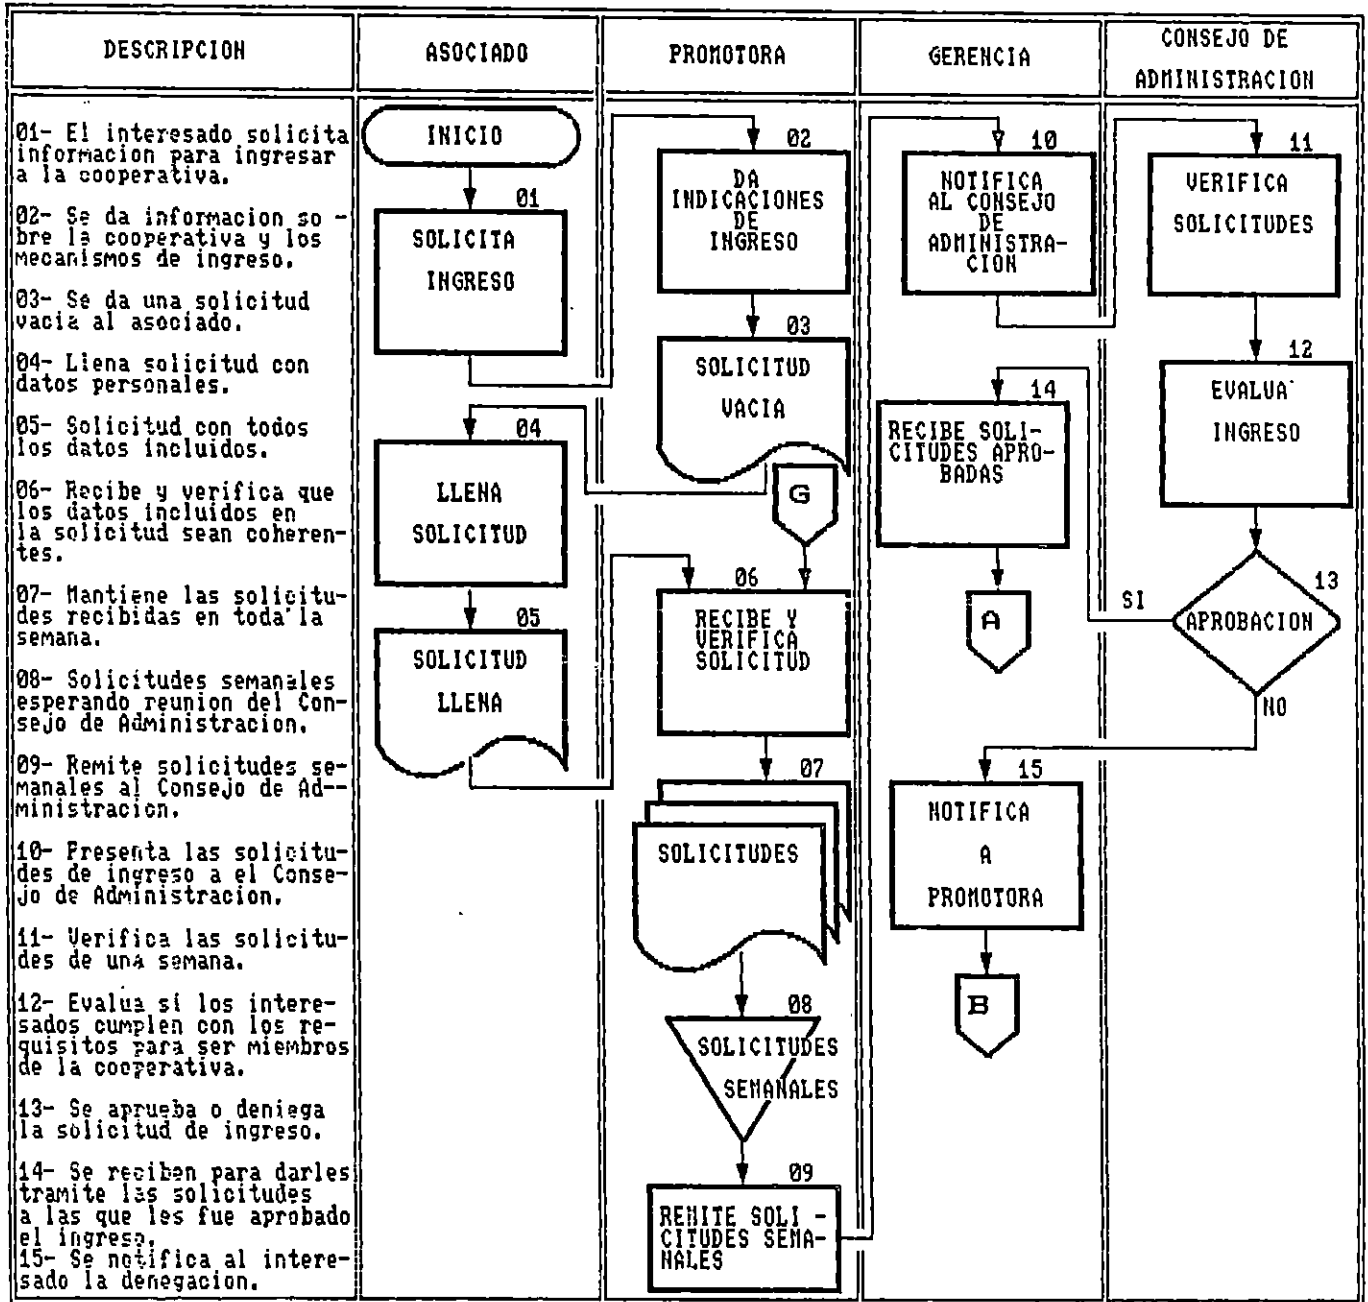 DESCRIPCION
ASOCIADO
PROMOTORA
GERENCIA
CONSEJO DE
ADMINISTRACION
01- El interesado solicita
informacion para ingresar
a la cooperativa.
02- Se da informacion so -
bre la cooperativa y los
mecanismos de ingreso.
03- Se da una solicitud
vacia al asociado.
04- Llena solicitud con
datos personales.
05- Solicitud con todos
los datos incluidos.
06- Recibe y verifica que
los datos incluidos en
la solicitud sean coheren-
tes.
07- Mantiene las solicitu-
des recibidas en toda la
semana.
08- Solicitudes semanales
esperando reunion del Con-
sejo de Administracion.
09- Remite solicitudes se-
manales al Consejo de Ad--
ministracion.
10- Presenta las solicitu-
des de ingreso a el Conse-
jo de Administracion.
11- Verifica las solicitu-
des de una semana.
12- Evalua si los intere-
sados cumplen con los re-
quisitos para ser miembros
de la cooperativa.
13- Se aprueba o deniega
la solicitud de ingreso.
14- Se reciben para darles
tramite las solicitudes
a las que les fue aprobado
el ingreso.
15- Se notifica al intere-
sado la denegacion.
INICIO
01
SOLICITA
INGRESO
04
LLENA
SOLICITUD
05
SOLICITUD
LLENA
02
DA
INDICACIONES
DE
INGRESO
03
SOLICITUD
VACIA
G
06
RECIBE Y
VERIFICA
SOLICITUD
07
SOLICITUDES
08
SOLICITUDES
SEMANALES
09
REMITE SOLI -
CITUDES SEMA-
NALES
10
NOTIFICA
AL CONSEJO
DE
ADMINISTRA-
CION
14
RECIBE SOLI-
CITUDES APRO-
BADAS
A
15
NOTIFICA
A
PROMOTORA
B
11
VERIFICA
SOLICITUDES
12
EVALUA
INGRESO
13
APROBACION
SI
NO